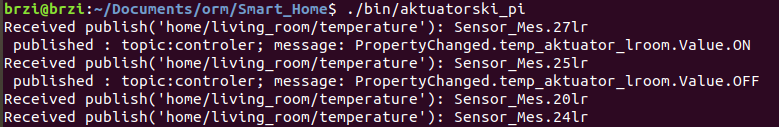 brzi@brzi:~/Documents/orm/Smart_Home$ ./bin/aktuatorski_pi
Received publish('home/living_room/temperature'): Sensor_Mes.27lr
 published : topic:controler; message: PropertyChanged.temp_aktuator_lroom.Value.ON
Received publish('home/living_room/temperature'): Sensor_Mes.25lr
 published : topic:controler; message: PropertyChanged.temp_aktuator_lroom.Value.OFF
Received publish('home/living_room/temperature'): Sensor_Mes.20lr
Received publish('home/living_room/temperature'): Sensor_Mes.24lr